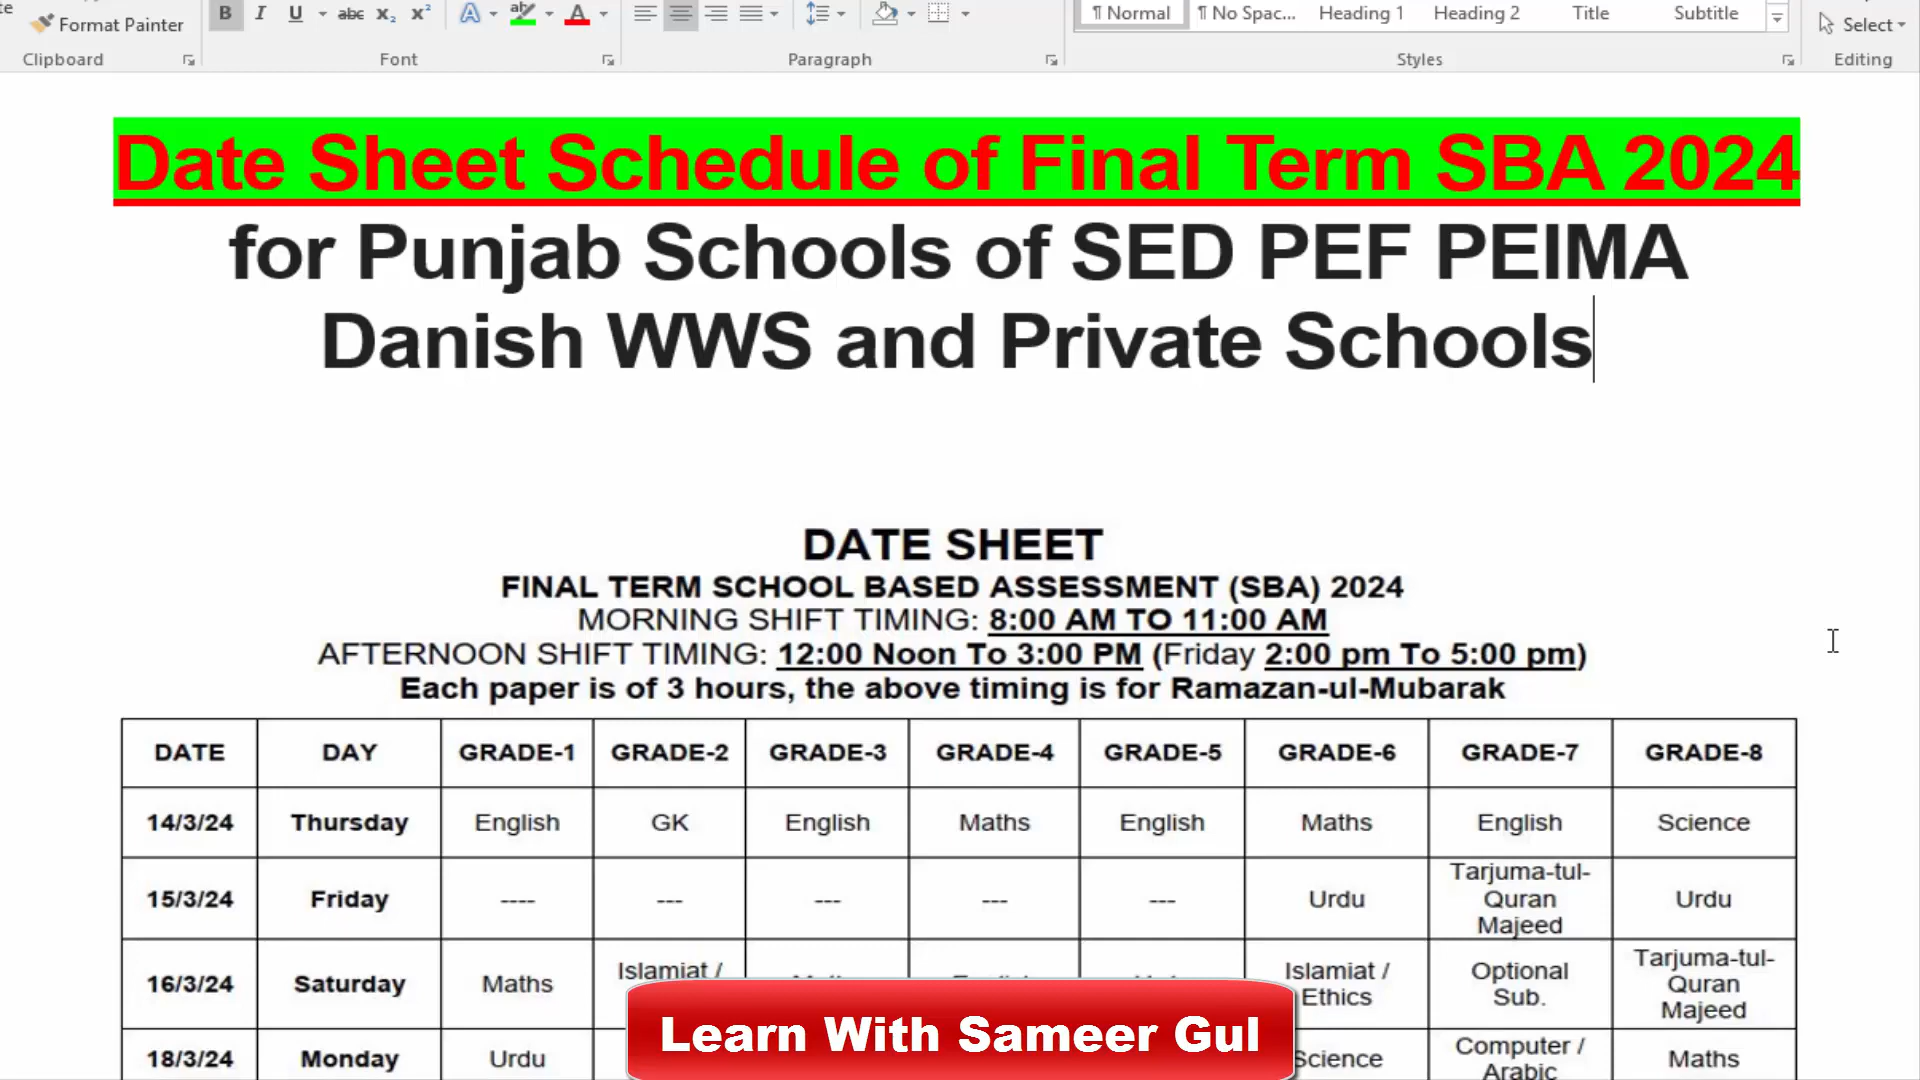 Format Painter
B I U abc X₂ X² A aby A
¶ Normal ¶ No Spac... Heading 1 Heading 2 Title Subtitle
Select
Clipboard Font Paragraph Styles Editing
Date Sheet Schedule of Final Term SBA 2024
for Punjab Schools of SED PEF PEIMA
Danish WWS and Private Schools
DATE SHEET
FINAL TERM SCHOOL BASED ASSESSMENT (SBA) 2024
MORNING SHIFT TIMING: 8:00 AM TO 11:00 AM
AFTERNOON SHIFT TIMING: 12:00 Noon To 3:00 PM (Friday 2:00 pm To 5:00 pm)
Each paper is of 3 hours, the above timing is for Ramazan-ul-Mubarak
DATE DAY GRADE-1 GRADE-2 GRADE-3 GRADE-4 GRADE-5 GRADE-6 GRADE-7 GRADE-8
14/3/24 Thursday English GK English Maths English Maths English Science
15/3/24 Friday ---- --- --- --- --- Urdu Tarjuma-tul-
Quran
Majeed Urdu
16/3/24 Saturday Maths Islamiat / Islamiat /
Ethics Optional
Sub. Tarjuma-tul-
Quran
Majeed
18/3/24 Monday Urdu Science Computer /
Arabic Maths
Learn With Sameer Gul